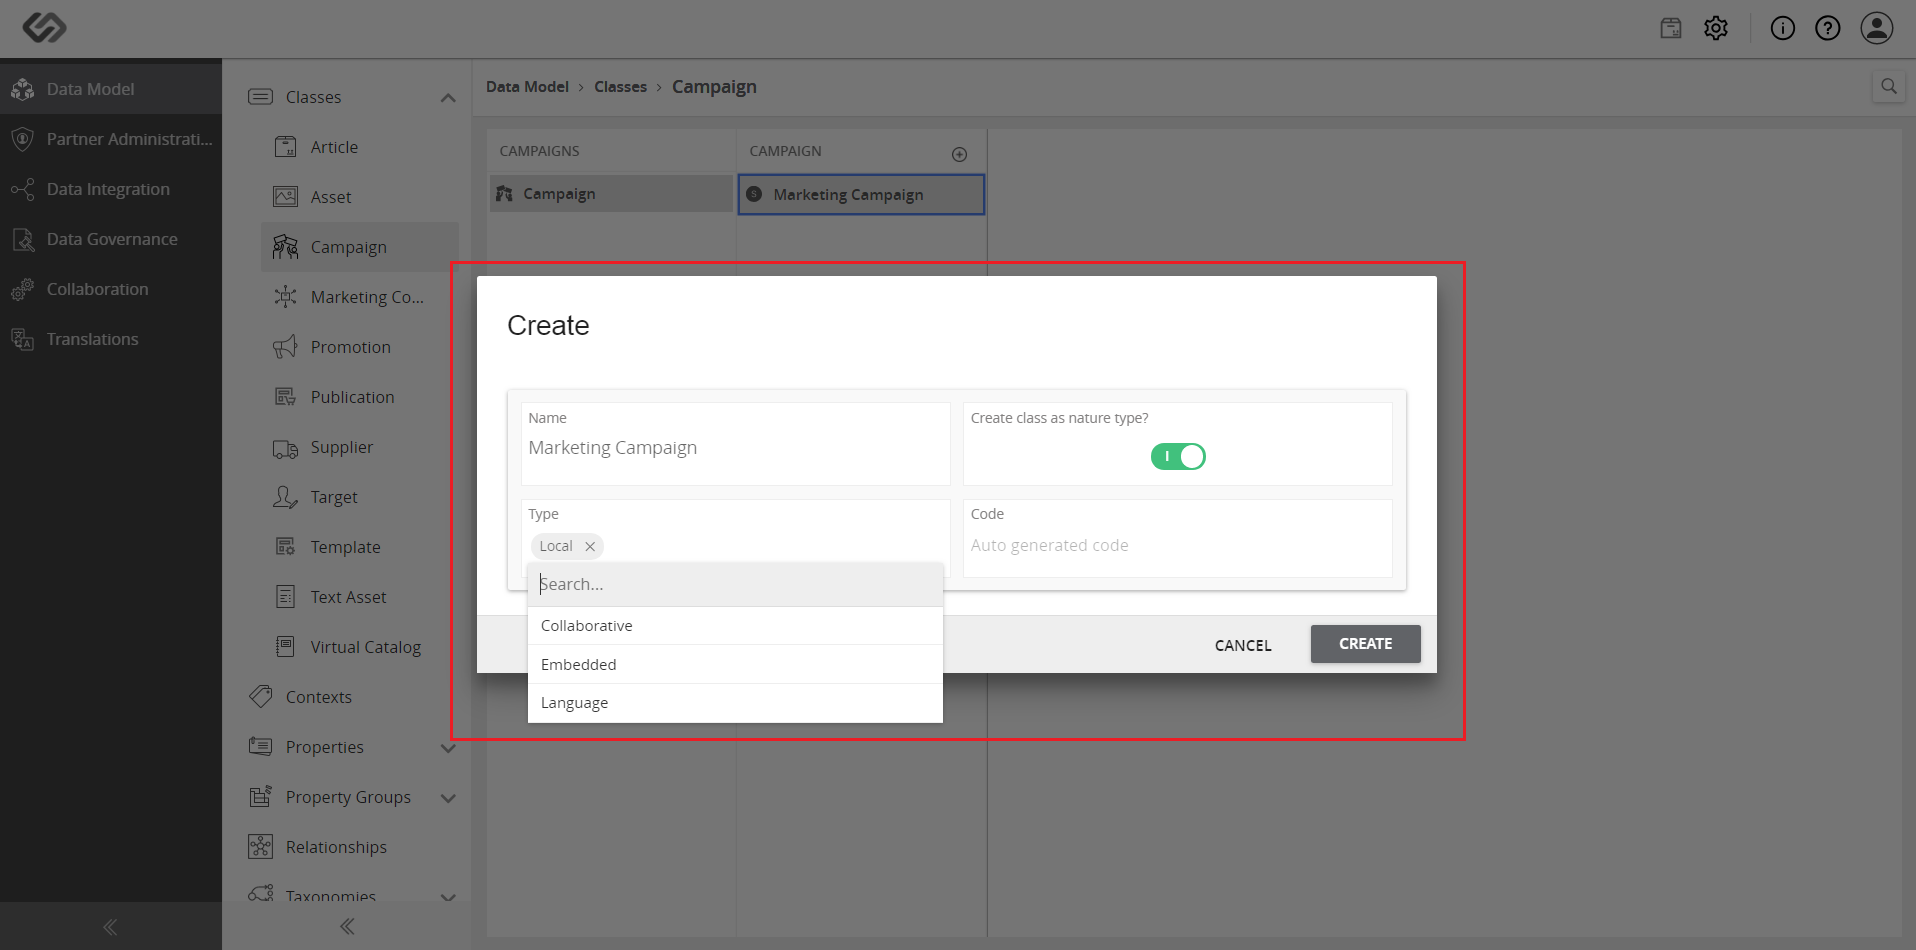 Data Model
Partner Administrati...
Data Integration
Data Governance
Collaboration
Translations
Classes
Article
Asset
Campaign
Marketing Co...
Promotion
Publication
Supplier
Target
Template
Text Asset
Virtual Catalog
Contexts
Properties
Property Groups
Relationships
Taxonomies
Data Model › Classes › Campaign
CAMPAIGNS
CAMPAIGN
Campaign
S Marketing Campaign
Create
Name
Marketing Campaign
Create class as nature type?
Type
Local
Code
Auto generated code
Search...
Collaborative
Embedded
Language
CANCEL
CREATE